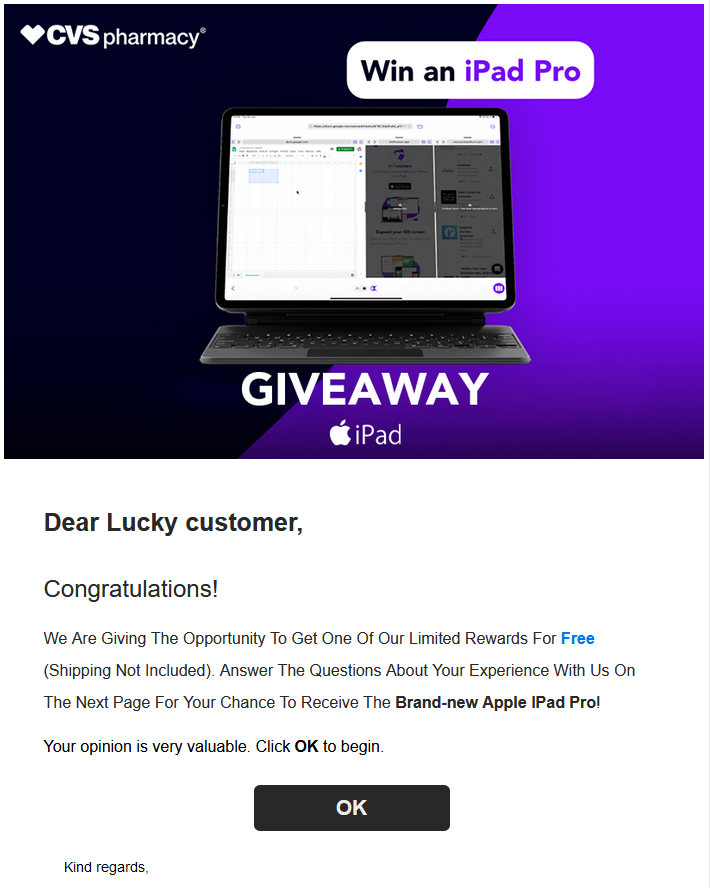 CVS pharmacy®
Win an iPad Pro
GIVEAWAY
iPad
Dear Lucky customer,
Congratulations!
We Are Giving The Opportunity To Get One Of Our Limited Rewards For Free
(Shipping Not Included). Answer The Questions About Your Experience With Us On
The Next Page For Your Chance To Receive The Brand-new Apple IPad Pro!
Your opinion is very valuable. Click OK to begin.
OK
Kind regards,